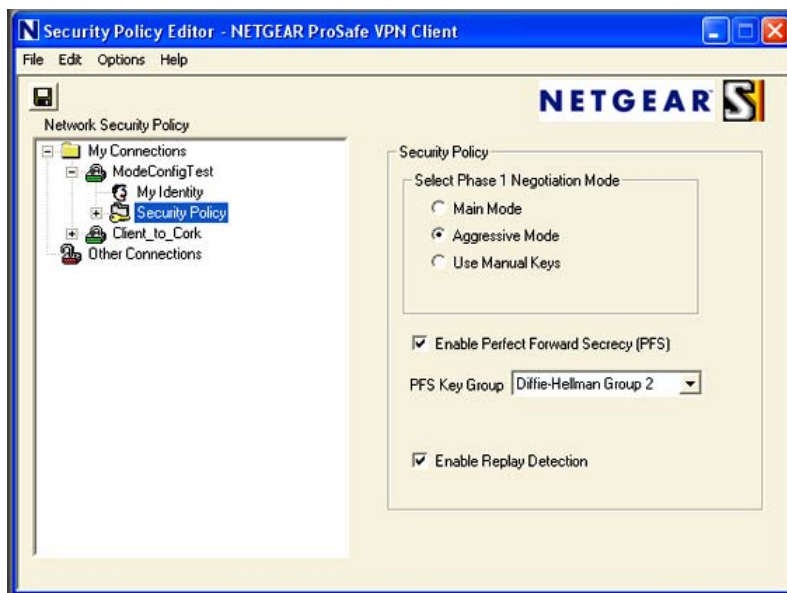 Security Policy Editor - NETGEAR ProSafe VPN Client
File Edit Options Help
NETGEAR
Network Security Policy
My Connections
ModeConfigTest
My Identity
Security Policy
Client_to_Cork
Other Connections
Security Policy
Select Phase 1 Negotiation Mode
Main Mode
Aggressive Mode
Use Manual Keys
Enable Perfect Forward Secrecy (PFS)
PFS Key Group Diffie-Hellman Group 2
Enable Replay Detection